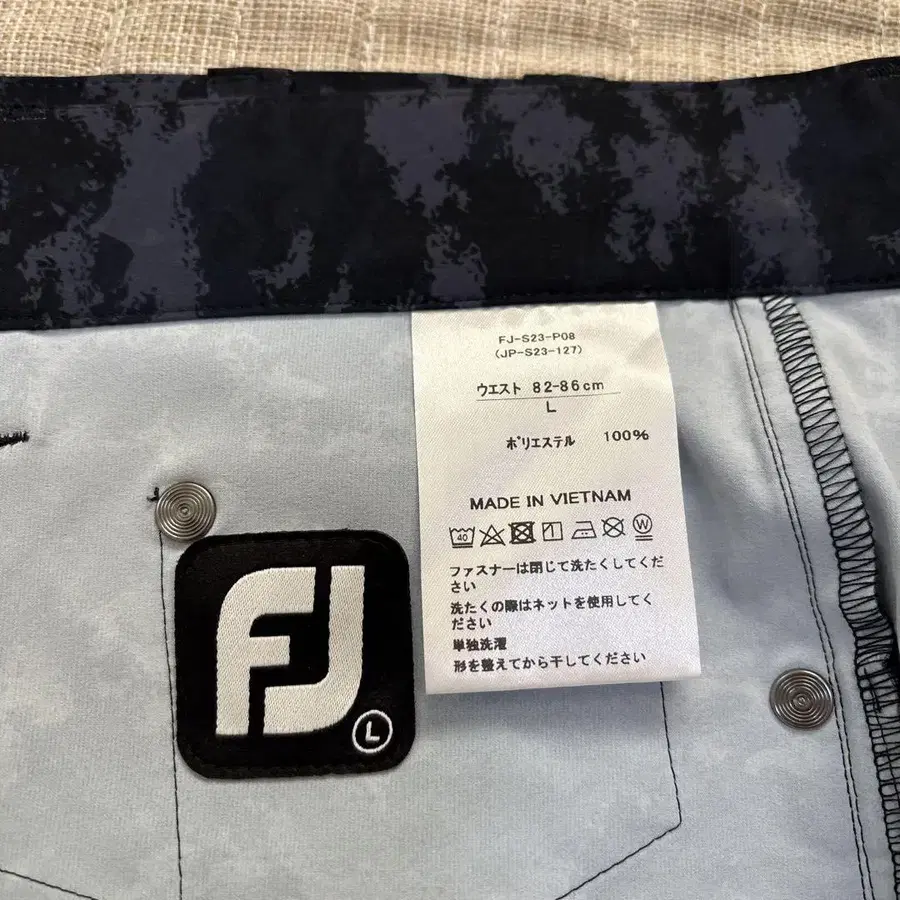 FJ-S23-P08
(JP-S23-127)
ウエスト 82-86cm
L
ポリエステル 100%
MADE IN VIETNAM
40 W
ファスナーは閉じて洗たくしてくだ
さい
洗たくの際はネットを使用してく
ださい
単独洗濯
形を整えてから干してください
FJ
L